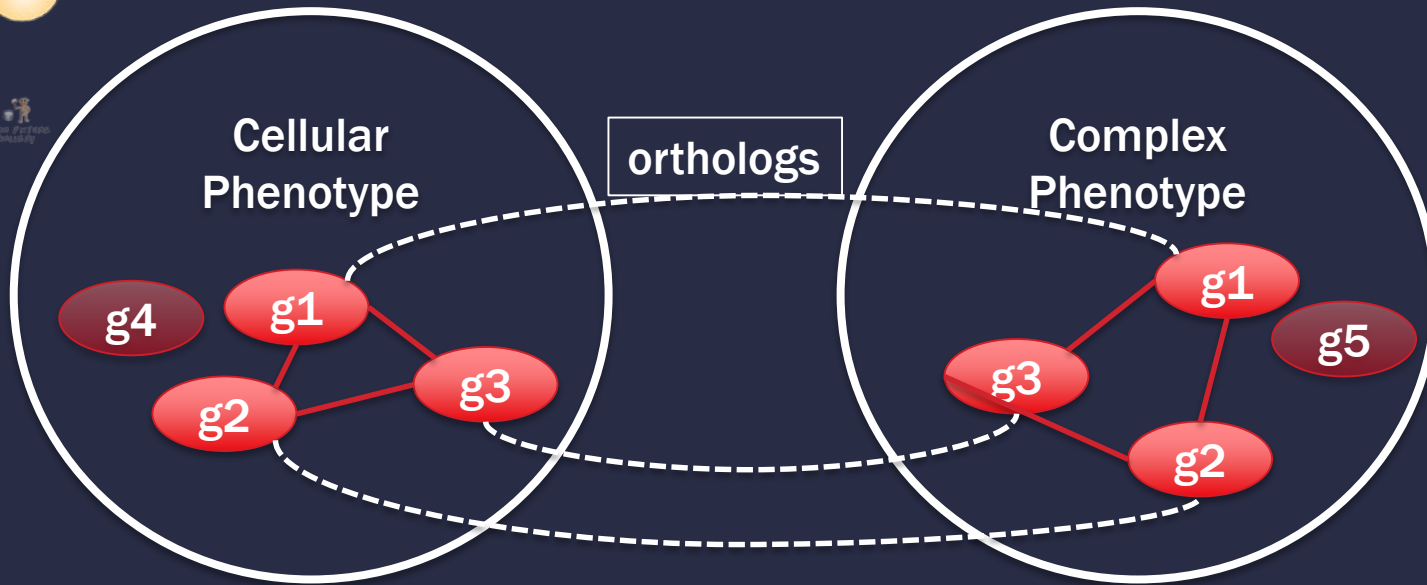 Cellular
Phenotype
orthologs
Complex
Phenotype
g4
g1
g2
g3
g1
g5
g3
g2